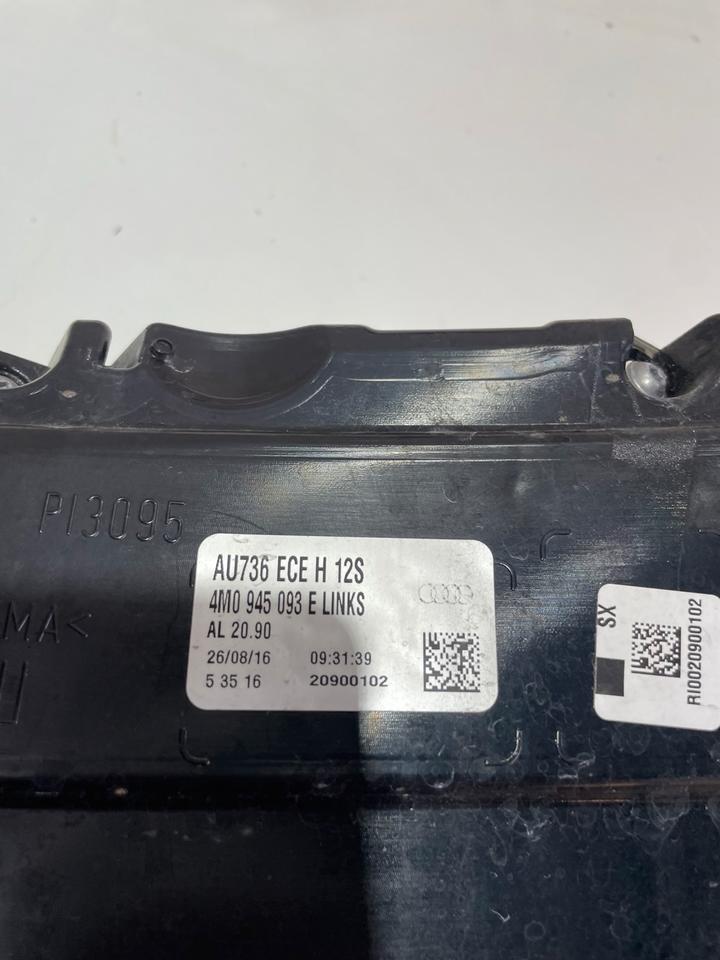 PI3095
MA<
AU736 ECE H 12S
4M0 945 093 E LINKS
AL 20.90
26/08/16 09:31:39
5 35 16 20900102
SX
RI0020900102